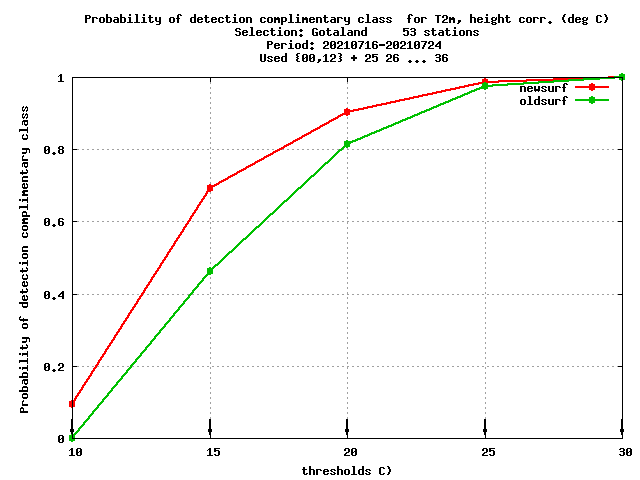 Probability of detection complimentary class  for T2m, height corr. (deg C)
Selection: Gotaland     53 stations
Period: 20210716-20210724
Used {00,12} + 25 26 ... 36
newsurf
oldsurf
Probability of detection complimentary class
1
0.8
0.6
0.4
0.2
0
10 15 20 25 30
thresholds C)